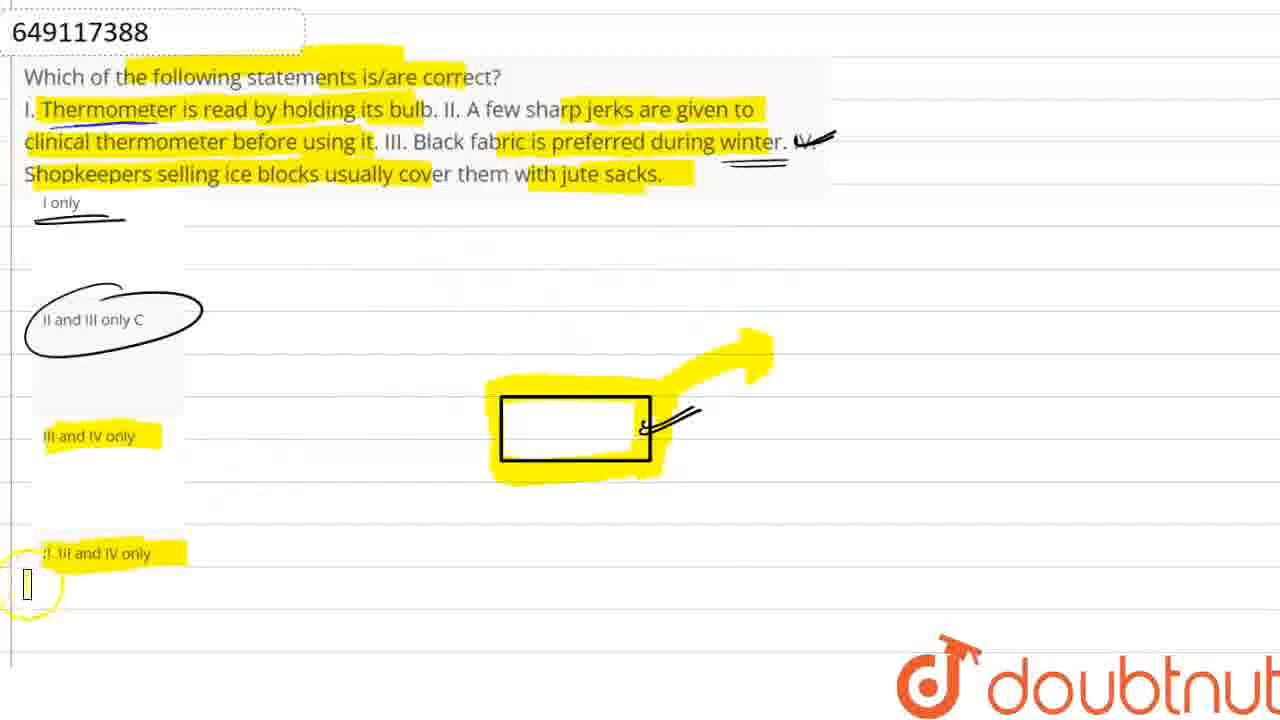 649117388
Which of the following statements is/are correct?
I. Thermometer is read by holding its bulb. II. A few sharp jerks are given to
clinical thermometer before using it. III. Black fabric is preferred during winter. IV.
Shopkeepers selling ice blocks usually cover them with jute sacks.
I only
II and III only C
III and IV only
II. III and IV only
doubtnut